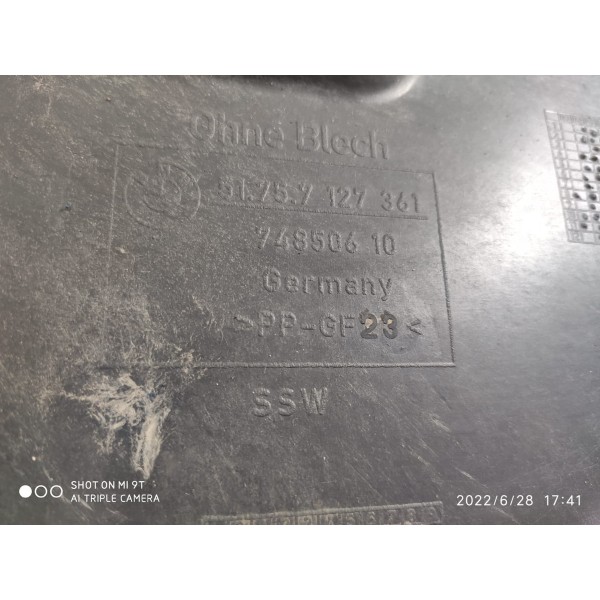 Ohne Blech
51.75.7 127 361
748506 10
Germany
>PP-GF23<
SSW
SHOT ON MI 9T
AI TRIPLE CAMERA
2022/6/28 17:41